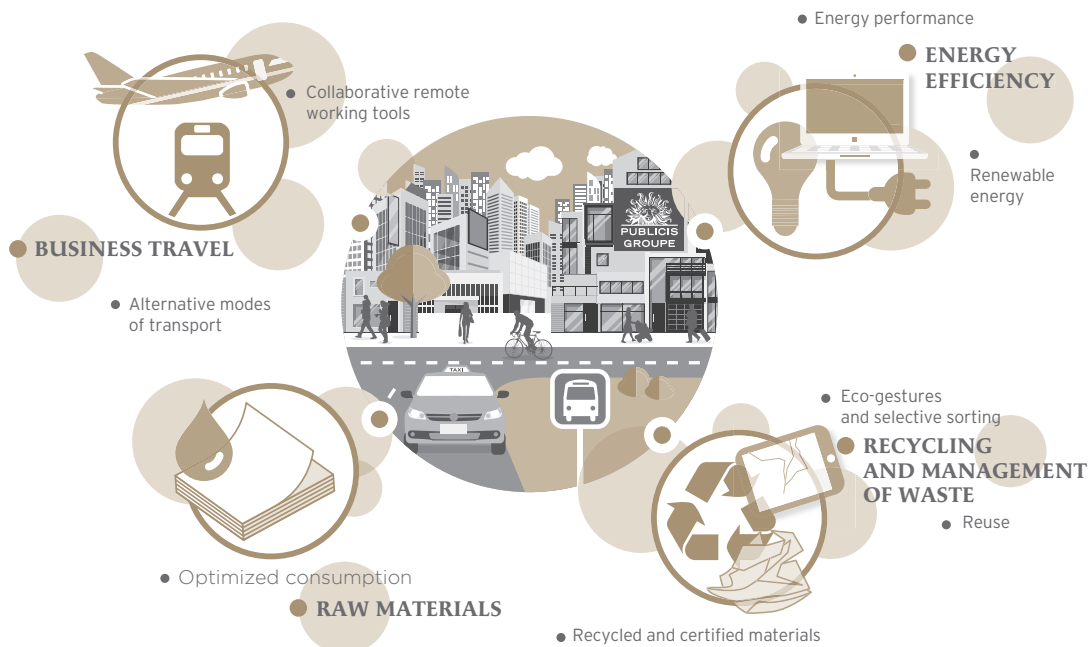 Energy performance
ENERGY
EFFICIENCY
Collaborative remote
working tools
Renewable
energy
PUBLICIS
GROUPE
BUSINESS TRAVEL
Alternative modes
of transport
TAXI
Eco-gestures
and selective sorting
RECYCLING
AND MANAGEMENT
OF WASTE
Reuse
Optimized consumption
RAW MATERIALS
Recycled and certified materials